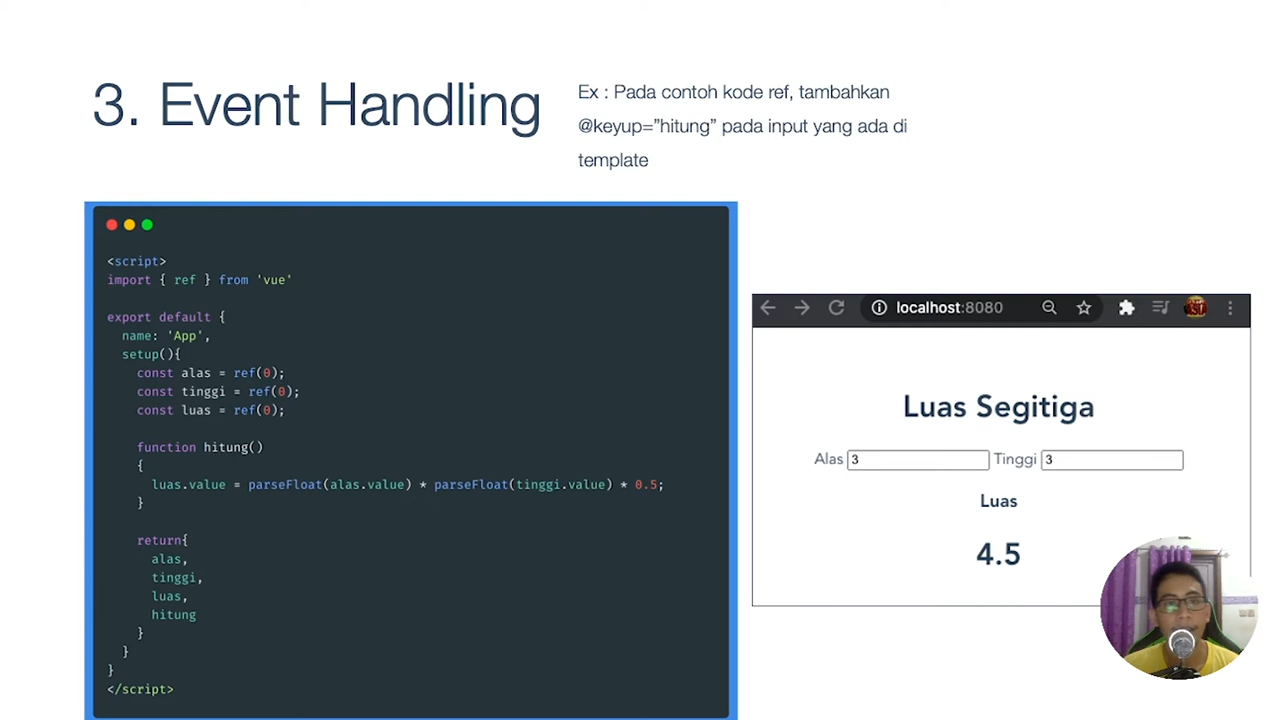 3. Event Handling
Ex : Pada contoh kode ref, tambahkan
@keyup=”hitung” pada input yang ada di
template
<script>
import { ref } from 'vue'
export default {
name: 'App',
setup(){
const alas = ref(0);
const tinggi = ref(0);
const luas = ref(0);
function hitung()
{
luas.value = parseFloat(alas.value) * parseFloat(tinggi.value) * 0.5;
}
return{
alas,
tinggi,
luas,
hitung
}
}
}
</script>
localhost:8080
Luas Segitiga
Alas 3 Tinggi 3
Luas
4.5